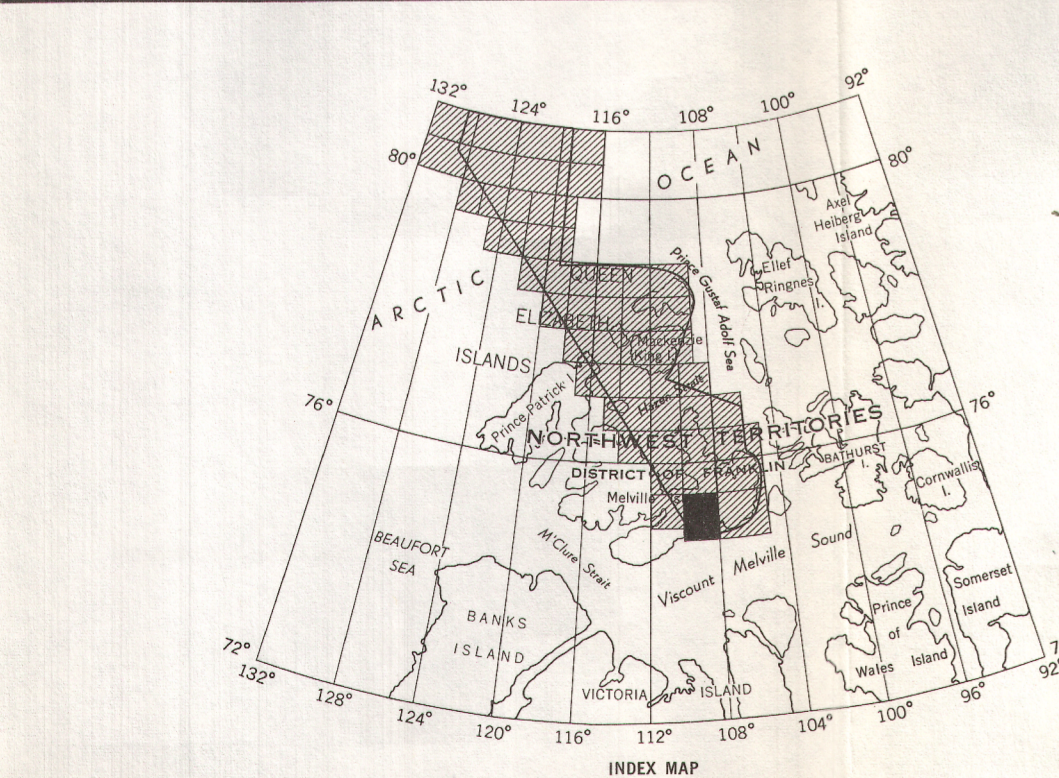 132°
124°
116°
108°
100°
92°
80°
80°
OCEAN
ARCTIC
Axel
Heiberg
Island
Ellef
Ringnes
I.
Prince Gustaf Adolf Sea
QUEEN
ELIZABETH
ISLANDS
Mackenzie
King I.
Prince Patrick I.
Hazen Strait
76°
76°
NORTHWEST TERRITORIES
DISTRICT OF FRANKLIN
BATHURST
I.
Cornwallis
I.
Melville Is
M'Clure Strait
BEAUFORT
SEA
Viscount Melville Sound
BANKS
ISLAND
Somerset
Island
Prince
of
Wales Island
VICTORIA ISLAND
72°
7
132°
128°
124°
120°
116°
112°
108°
104°
100°
96°
92
INDEX MAP